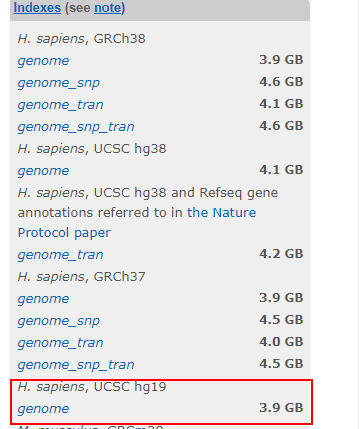 Indexes (see note)
H. sapiens, GRCh38
genome 3.9 GB
genome_snp 4.6 GB
genome_tran 4.1 GB
genome_snp_tran 4.6 GB
H. sapiens, UCSC hg38
genome 4.1 GB
H. sapiens, UCSC hg38 and Refseq gene
annotations referred to in the Nature
Protocol paper
genome_tran 4.2 GB
H. sapiens, GRCh37
genome 3.9 GB
genome_snp 4.5 GB
genome_tran 4.0 GB
genome_snp_tran 4.5 GB
H. sapiens, UCSC hg19
genome 3.9 GB
M. musculus, GRCm38